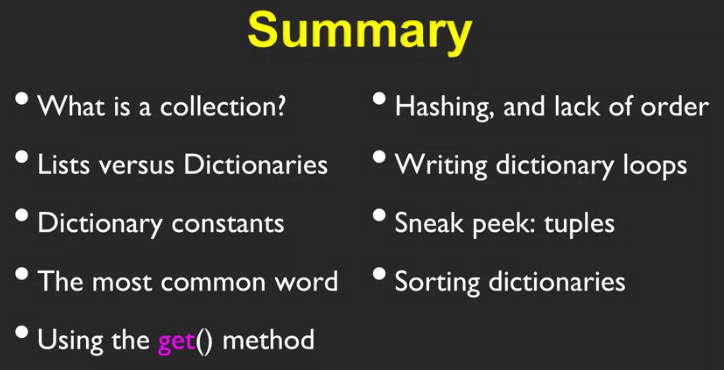 Summary
• What is a collection?
• Lists versus Dictionaries
• Dictionary constants
• The most common word
• Using the get() method
• Hashing, and lack of order
• Writing dictionary loops
• Sneak peek: tuples
• Sorting dictionaries